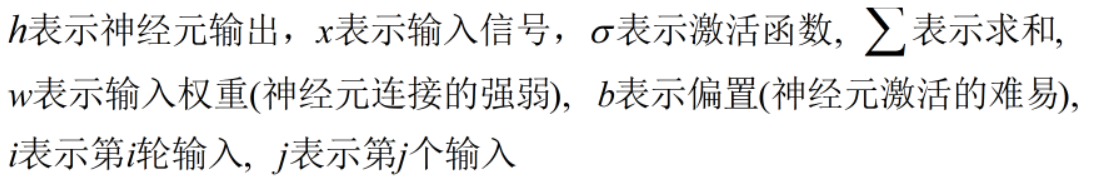 h表示神经元输出，x表示输入信号，σ表示激活函数, ∑表示求和,
w表示输入权重(神经元连接的强弱), b表示偏置(神经元激活的难易),
i表示第i轮输入, j表示第j个输入